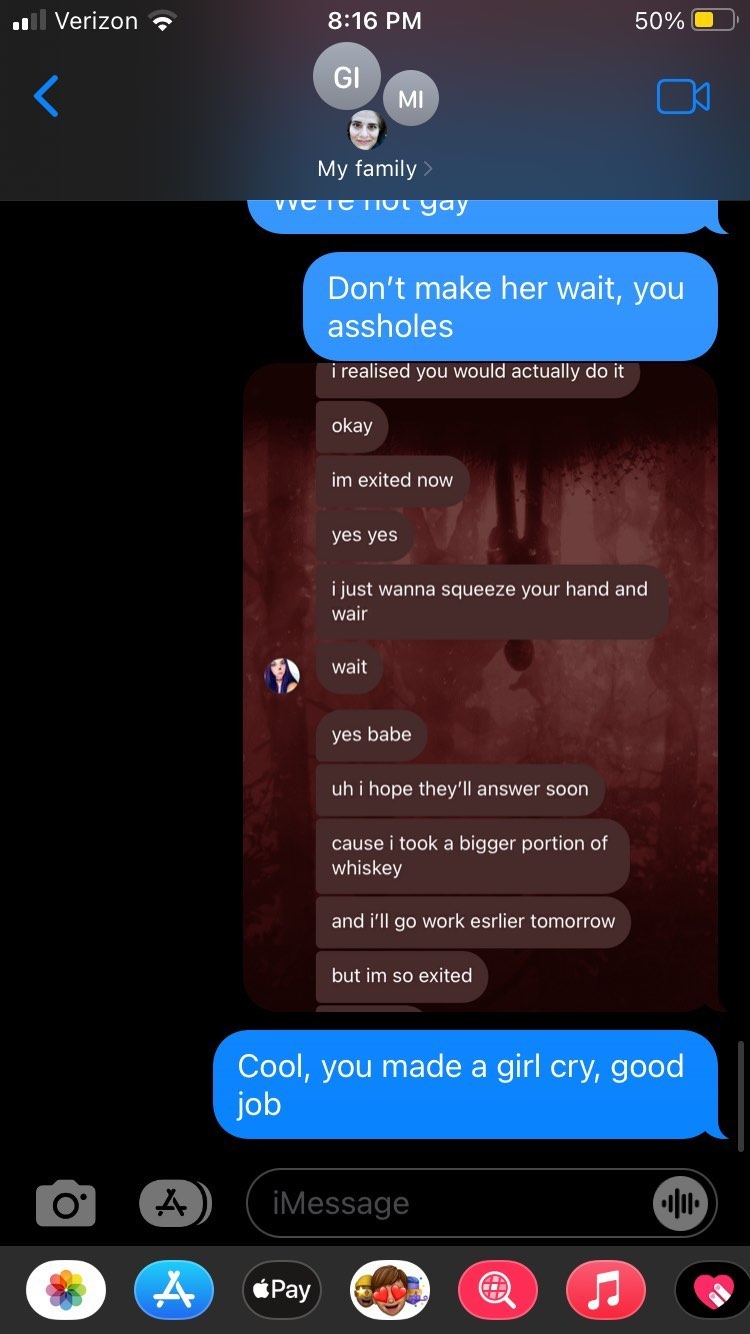 Verizon 8:16 PM 50%
GI
MI
My family
We're not gay
Don't make her wait, you
assholes
i realised you would actually do it
okay
im exited now
yes yes
i just wanna squeeze your hand and
wair
wait
yes babe
uh i hope they'll answer soon
cause i took a bigger portion of
whiskey
and i'll go work esrlier tomorrow
but im so exited
Cool, you made a girl cry, good
job
iMessage
Pay